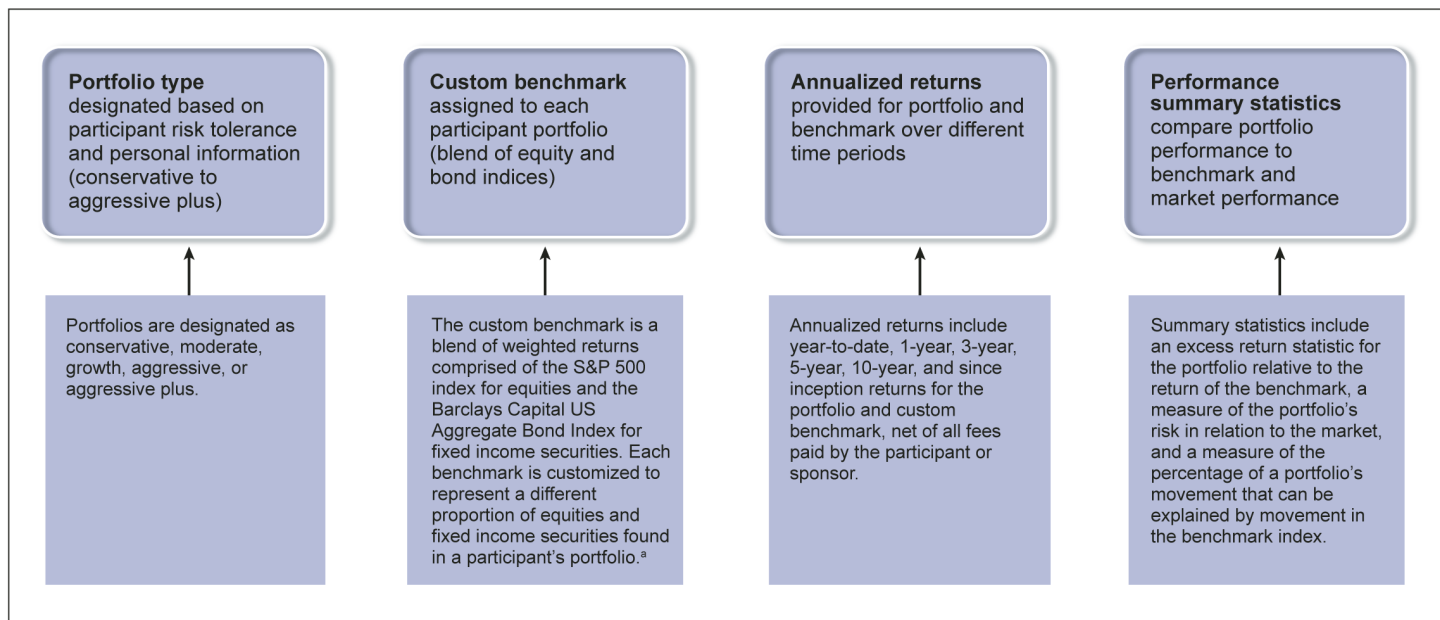 Portfolio type
designated based on
participant risk tolerance
and personal information
(conservative to
aggressive plus)
Portfolios are designated as
conservative, moderate,
growth, aggressive, or
aggressive plus.
Custom benchmark
assigned to each
participant portfolio
(blend of equity and
bond indices)
The custom benchmark is a
blend of weighted returns
comprised of the S&P 500
index for equities and the
Barclays Capital US
Aggregate Bond Index for
fixed income securities. Each
benchmark is customized to
represent a different
proportion of equities and
fixed income securities found
in a participant's portfolio.ª
Annualized returns
provided for portfolio and
benchmark over different
time periods
Annualized returns include
year-to-date, 1-year, 3-year,
5-year, 10-year, and since
inception returns for the
portfolio and custom
benchmark, net of all fees
paid by the participant or
sponsor.
Performance
summary statistics
compare portfolio
performance to
benchmark and
market performance
Summary statistics include
an excess return statistic for
the portfolio relative to the
return of the benchmark, a
measure of the portfolio's
risk in relation to the market,
and a measure of the
percentage of a portfolio's
movement that can be
explained by movement in
the benchmark index.